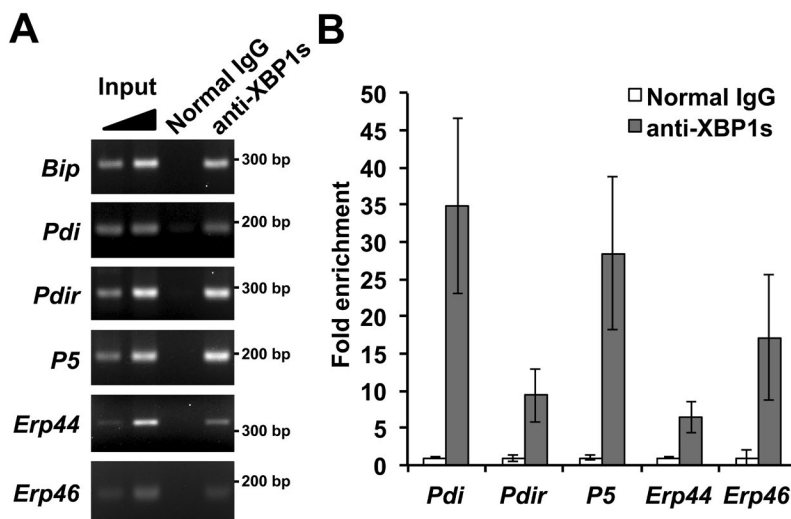 A
Input
Normal IgG
anti-XBP1s
Bip
300 bp
Pdi
200 bp
Pdir
300 bp
P5
200 bp
Erp44
300 bp
Erp46
200 bp
B
Normal IgG
anti-XBP1s
Fold enrichment
50
45
40
35
30
25
20
15
10
5
0
Pdi Pdir P5 Erp44 Erp46